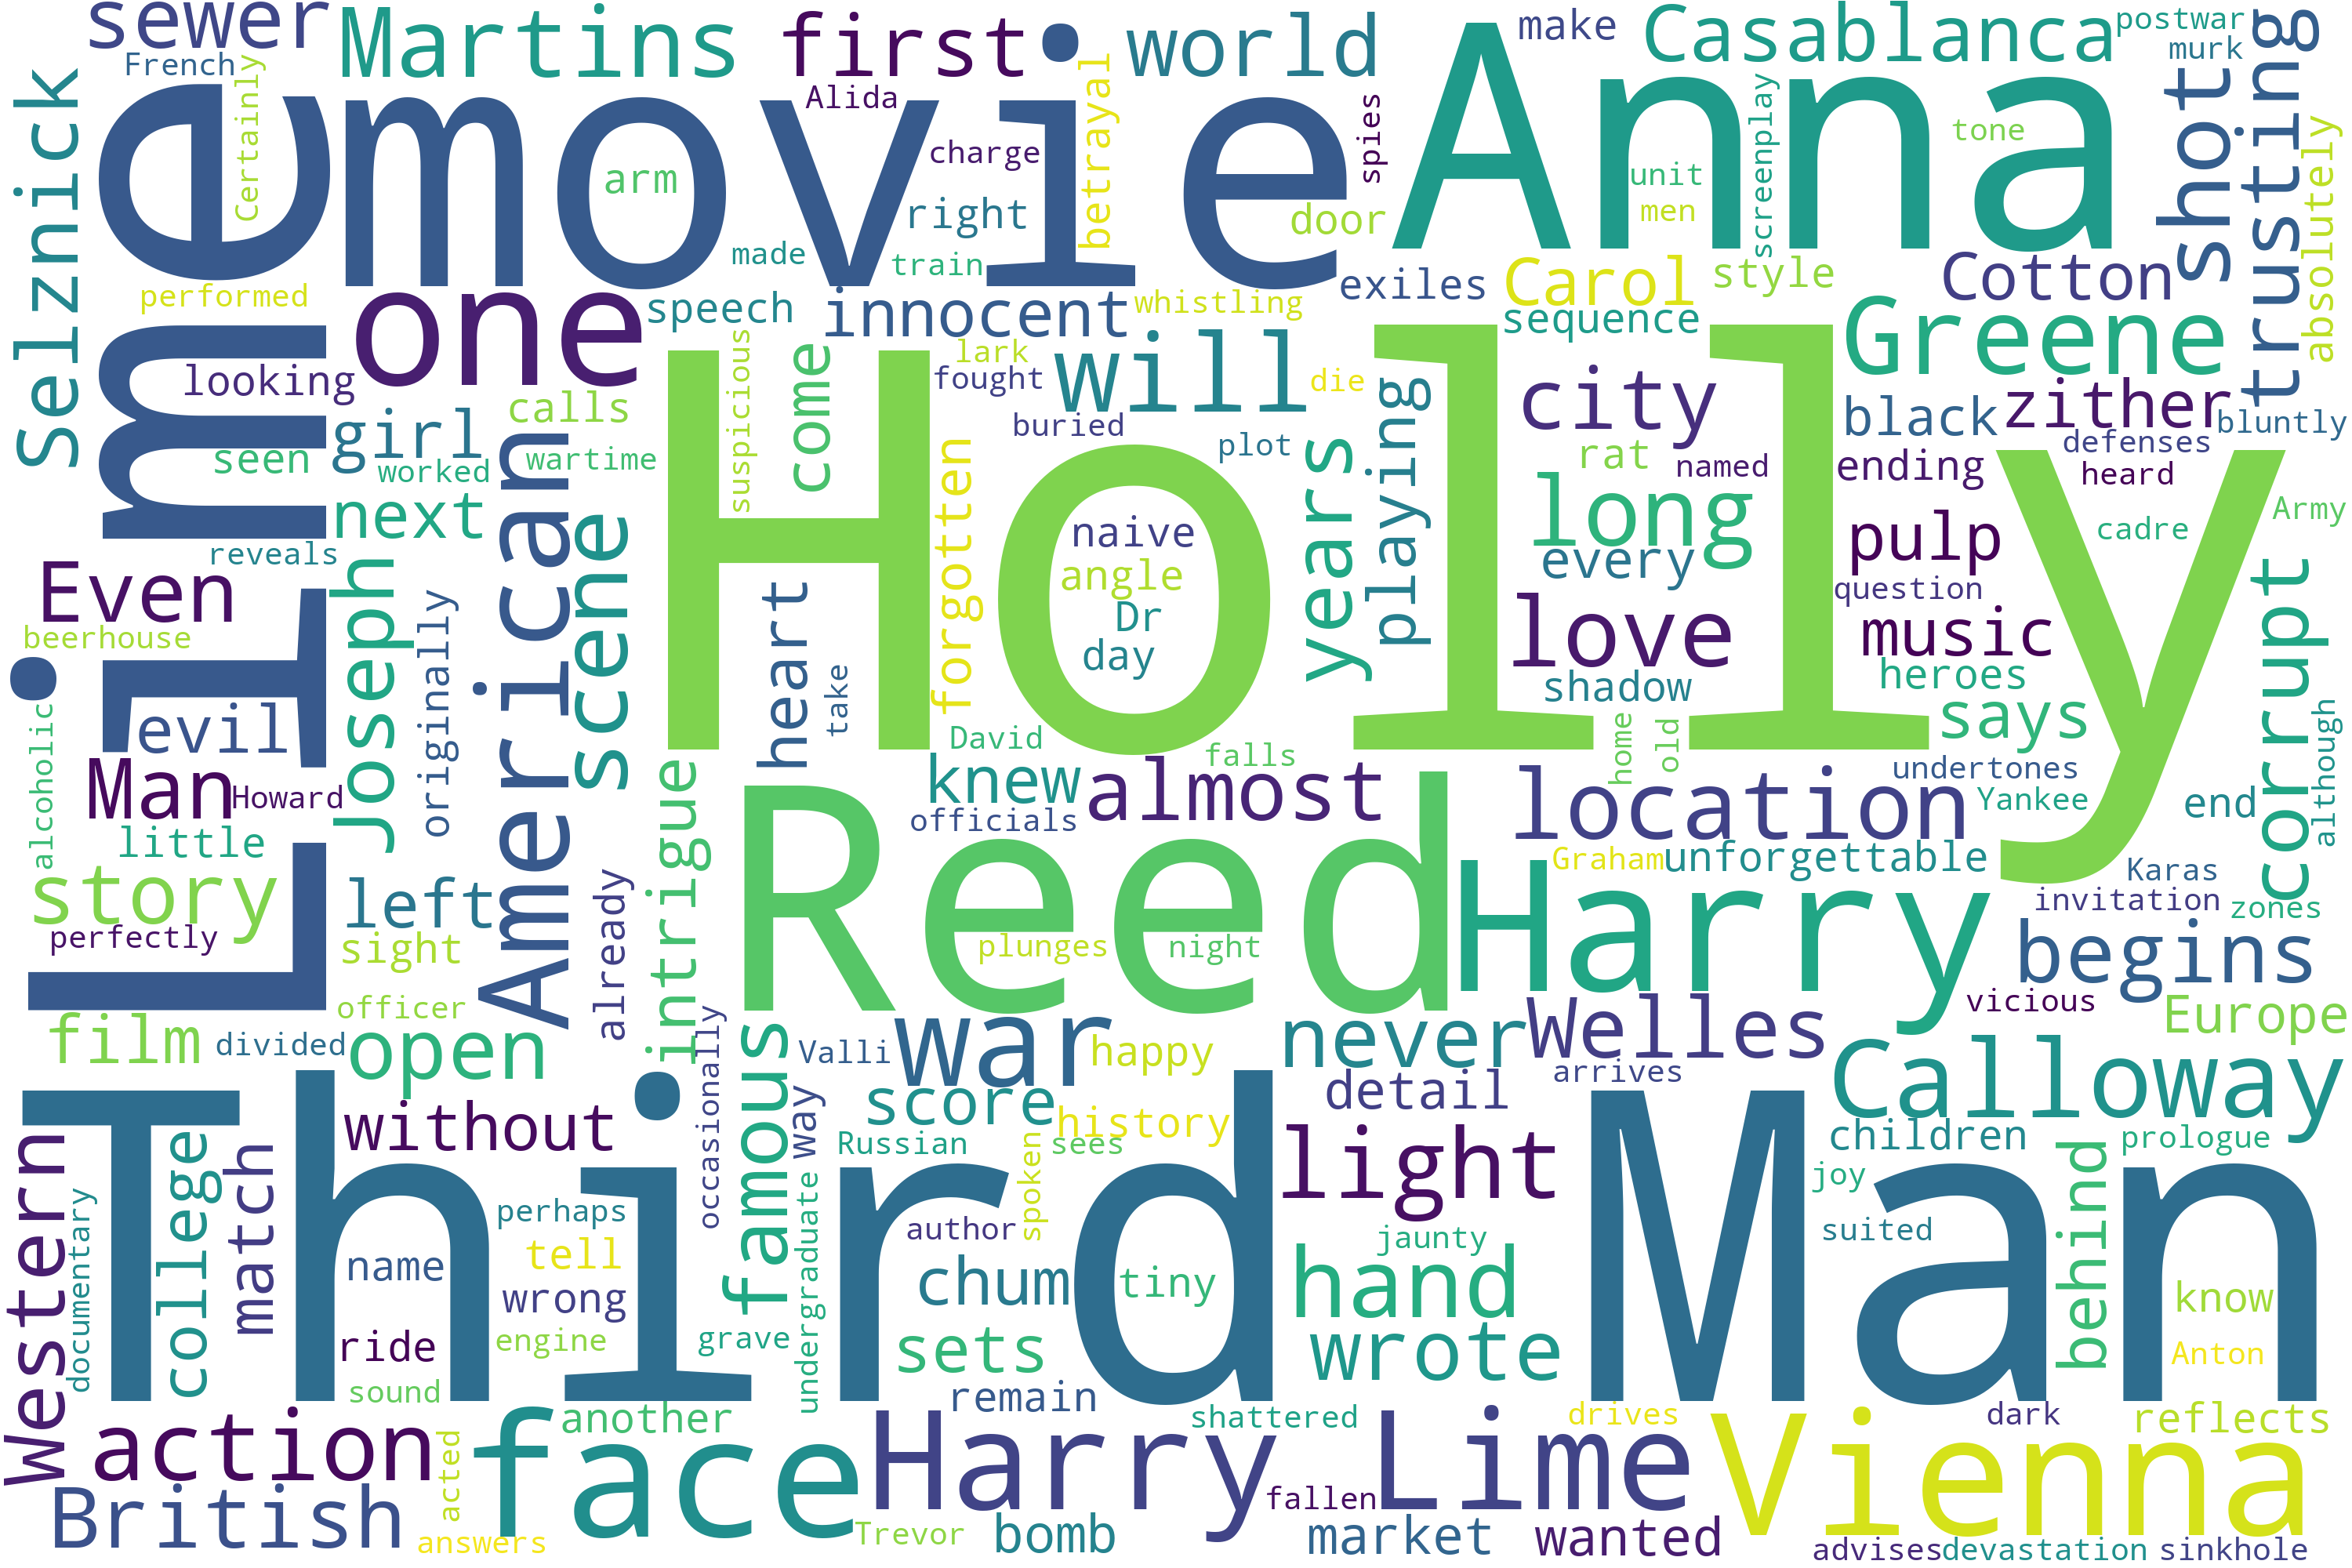 sewer
Martins
first
world
make
Casablanca
postwar
murk
French
Certainly
Alida
Selznick
Lime
movie
Anna
shot
trusting
absolutely
arm
charge
right
betrayal
spies
door
screenplay
tone
unit
men
made
train
performed
one
speech
innocent
whistling
exiles
Carol
style
sequence
Cotton
Greene
looking
calls
suspicious
come
lark
fought
will
die
city
black
zither
bluntly
girl
seen
worked
wartime
buried
plot
rat
named
ending
defenses
heard
next
American
scene
Holly
forgotten
years
playing
long
pulp
cadre
Army
reveals
naive
angle
every
question
Even
beerhouse
Joseph
originally
heart
take
Dr
day
love
music
corrupt
shadow
heroes
evil
alcoholic
David
falls
home
old
says
although
Man
Howard
knew
almost
location
undertones
Yankee
end
little
officials
Reed
Harry
Graham
unforgettable
Karas
story
left
already
intrigue
invitation
zones
perfectly
sight
plunges
night
begins
officer
vicious
film
divided
open
occasionally
famous
Valli
war
happy
never
Welles
Europe
arrives
Calloway
detail
score
history
without
way
Western
documentary
college
match
Third Man
Russian
spoken
sees
light
children
prologue
behind
perhaps
name
tell
wrong
undergraduate
author
jaunty
joy
suited
chum
tiny
hand
know
ride
engine
grave
sets
wrote
Anton
sound
remain
action
acted
another
face
shattered
drives
dark
reflects
Harry Lime
Vienna
British
answers
Trevor
bomb
fallen
market
wanted
advises
devastation
sinkhole